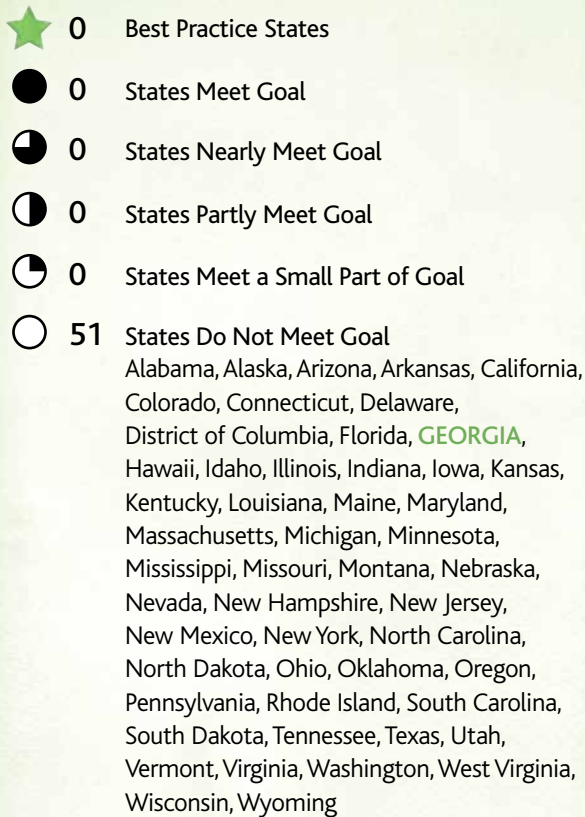 0 Best Practice States
0 States Meet Goal
0 States Nearly Meet Goal
0 States Partly Meet Goal
0 States Meet a Small Part of Goal
51 States Do Not Meet Goal
Alabama, Alaska, Arizona, Arkansas, California,
Colorado, Connecticut, Delaware,
District of Columbia, Florida, GEORGIA,
Hawaii, Idaho, Illinois, Indiana, Iowa, Kansas,
Kentucky, Louisiana, Maine, Maryland,
Massachusetts, Michigan, Minnesota,
Mississippi, Missouri, Montana, Nebraska,
Nevada, New Hampshire, New Jersey,
New Mexico, New York, North Carolina,
North Dakota, Ohio, Oklahoma, Oregon,
Pennsylvania, Rhode Island, South Carolina,
South Dakota, Tennessee, Texas, Utah,
Vermont, Virginia, Washington, West Virginia,
Wisconsin, Wyoming